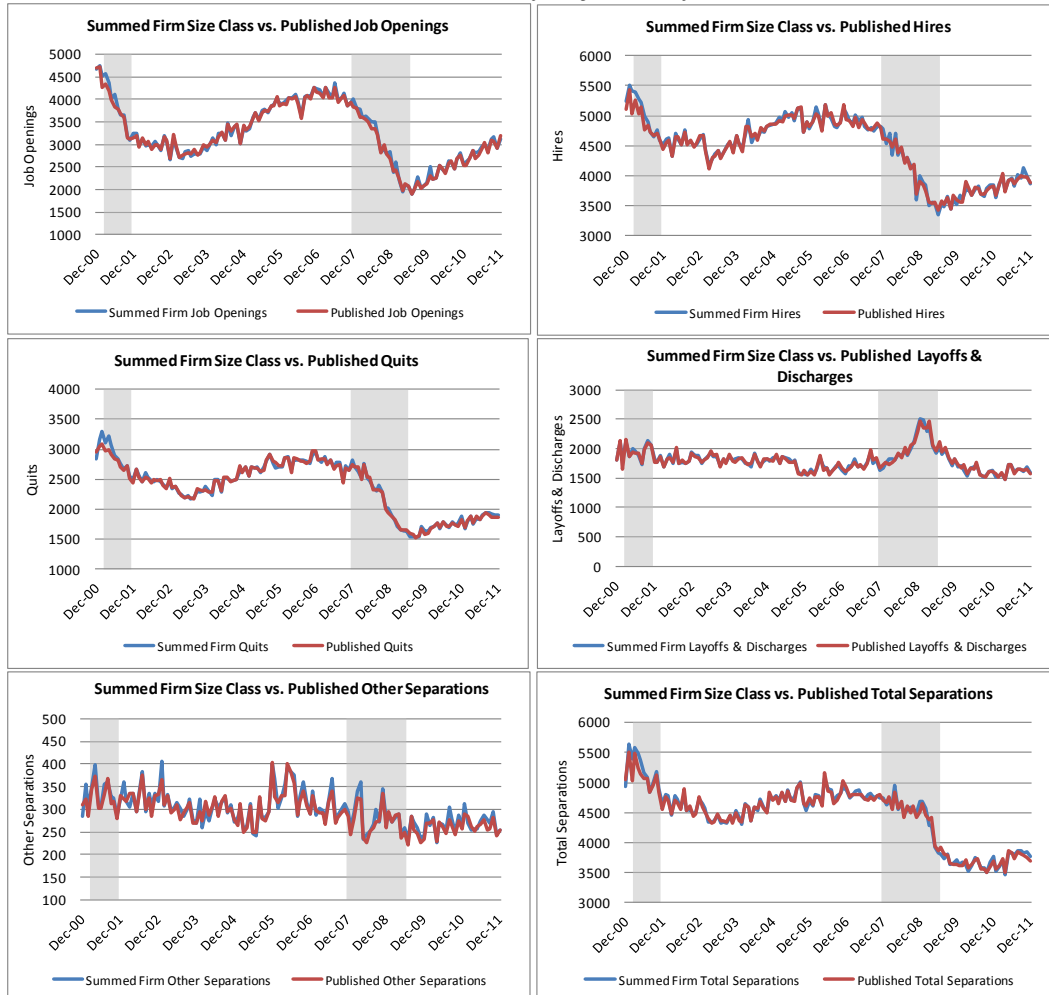 Summed Firm Size Class vs. Published Job Openings
Job Openings
5000
4500
4000
3500
3000
2500
2000
1500
1000
Dec-00
Dec-01
Dec-02
Dec-03
Dec-04
Dec-05
Dec-06
Dec-07
Dec-08
Dec-09
Dec-10
Dec-11
Summed Firm Job Openings Published Job Openings
Summed Firm Size Class vs. Published Hires
Hires
6000
5500
5000
4500
4000
3500
3000
Dec-00
Dec-01
Dec-02
Dec-03
Dec-04
Dec-05
Dec-06
Dec-07
Dec-08
Dec-09
Dec-10
Dec-11
Summed Firm Hires Published Hires
Summed Firm Size Class vs. Published Quits
Quits
4000
3500
3000
2500
2000
1500
1000
Dec-00
Dec-01
Dec-02
Dec-03
Dec-04
Dec-05
Dec-06
Dec-07
Dec-08
Dec-09
Dec-10
Dec-11
Summed Firm Quits Published Quits
Summed Firm Size Class vs. Published Layoffs &
Discharges
Layoffs & Discharges
3000
2500
2000
1500
1000
500
0
Dec-00
Dec-01
Dec-02
Dec-03
Dec-04
Dec-05
Dec-06
Dec-07
Dec-08
Dec-09
Dec-10
Dec-11
Summed Firm Layoffs & Discharges Published Layoffs & Discharges
Summed Firm Size Class vs. Published Other Separations
Other Separations
500
450
400
350
300
250
200
150
100
Dec-00
Dec-01
Dec-02
Dec-03
Dec-04
Dec-05
Dec-06
Dec-07
Dec-08
Dec-09
Dec-10
Dec-11
Summed Firm Other Separations Published Other Separations
Summed Firm Size Class vs. Published Total Separations
Total Separations
6000
5500
5000
4500
4000
3500
3000
Dec-00
Dec-01
Dec-02
Dec-03
Dec-04
Dec-05
Dec-06
Dec-07
Dec-08
Dec-09
Dec-10
Dec-11
Summed Firm Total Separations Published Total Separations